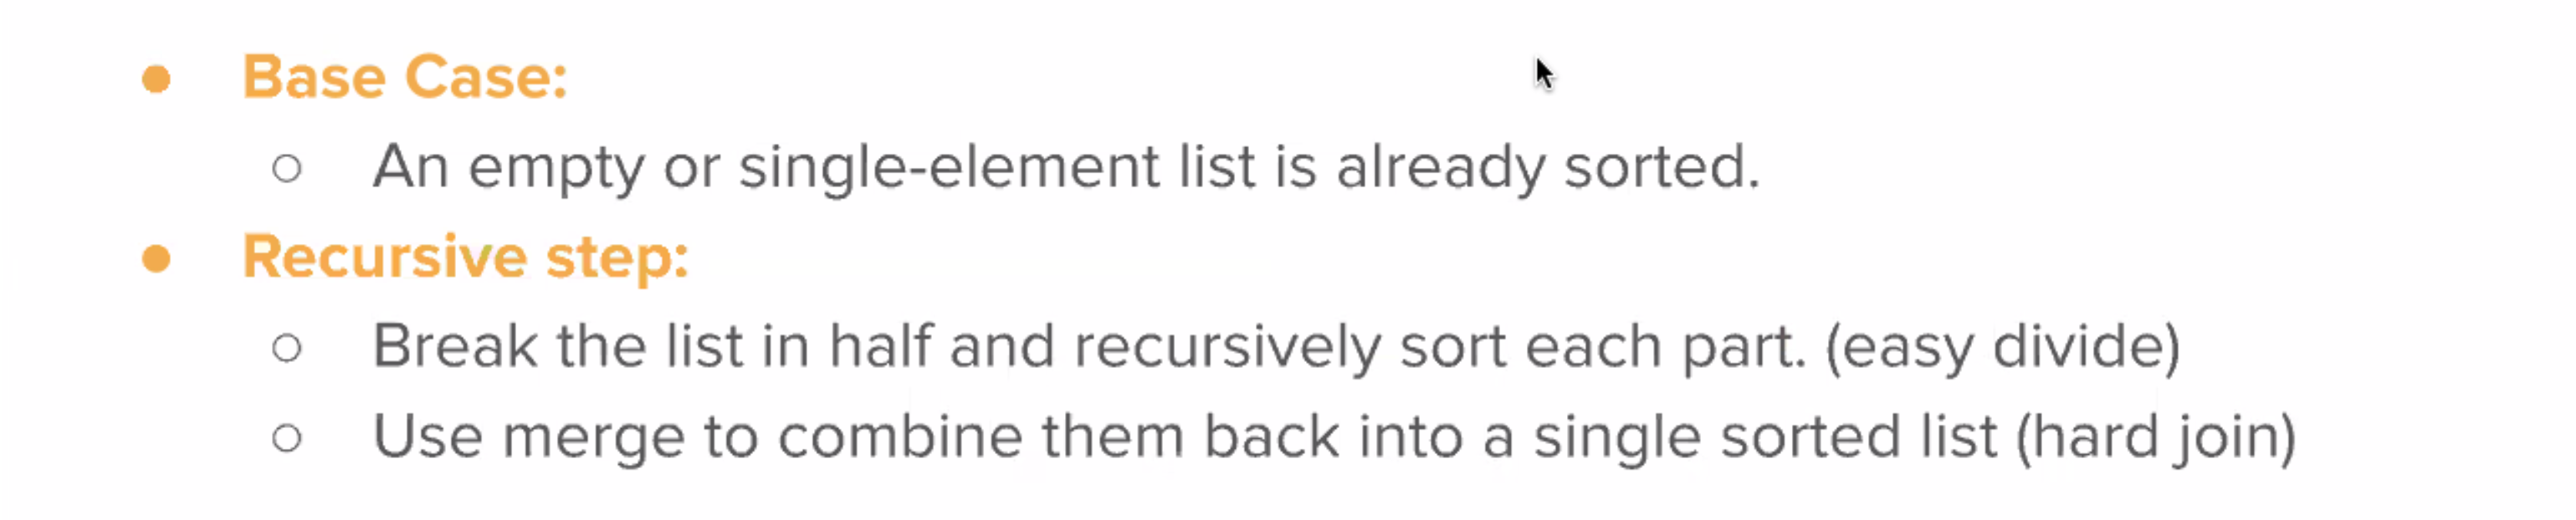 Base Case:
An empty or single-element list is already sorted.
Recursive step:
Break the list in half and recursively sort each part. (easy divide)
Use merge to combine them back into a single sorted list (hard join)